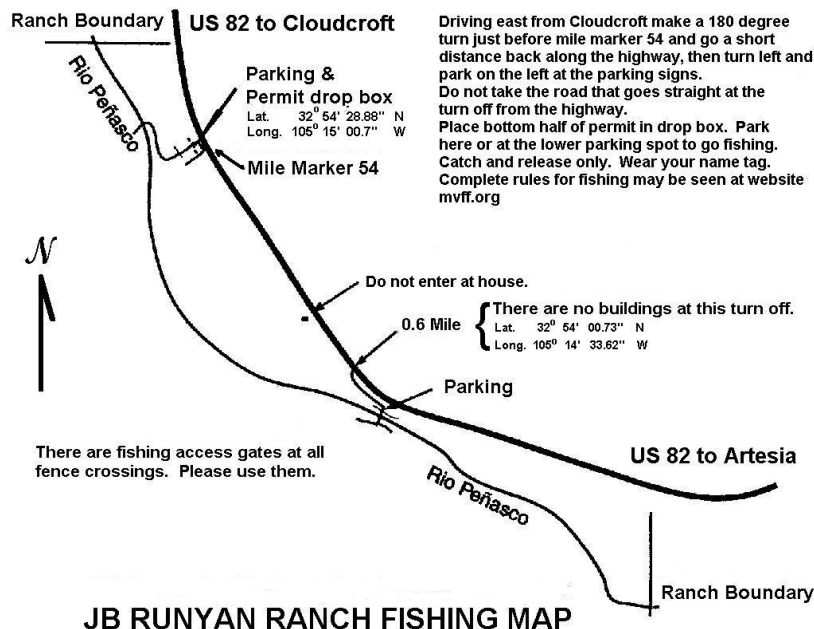 Ranch Boundary
US 82 to Cloudcroft
Driving east from Cloudcroft make a 180 degree
turn just before mile marker 54 and go a short
distance back along the highway, then turn left and
park on the left at the parking signs.
Do not take the road that goes straight at the
turn off from the highway.
Place bottom half of permit in drop box. Park
here or at the lower parking spot to go fishing.
Catch and release only. Wear your name tag.
Complete rules for fishing may be seen at website
mvff.org
Rio Peñasco
Parking &
Permit drop box
Lat. 32° 54' 28.88" N
Long. 105° 15' 00.7" W
Mile Marker 54
N
Do not enter at house.
0.6 Mile
There are no buildings at this turn off.
Lat. 32° 54' 00.73" N
Long. 105° 14' 33.62" W
Parking
There are fishing access gates at all
fence crossings. Please use them.
US 82 to Artesia
Rio Peñasco
Ranch Boundary
JB RUNYAN RANCH FISHING MAP